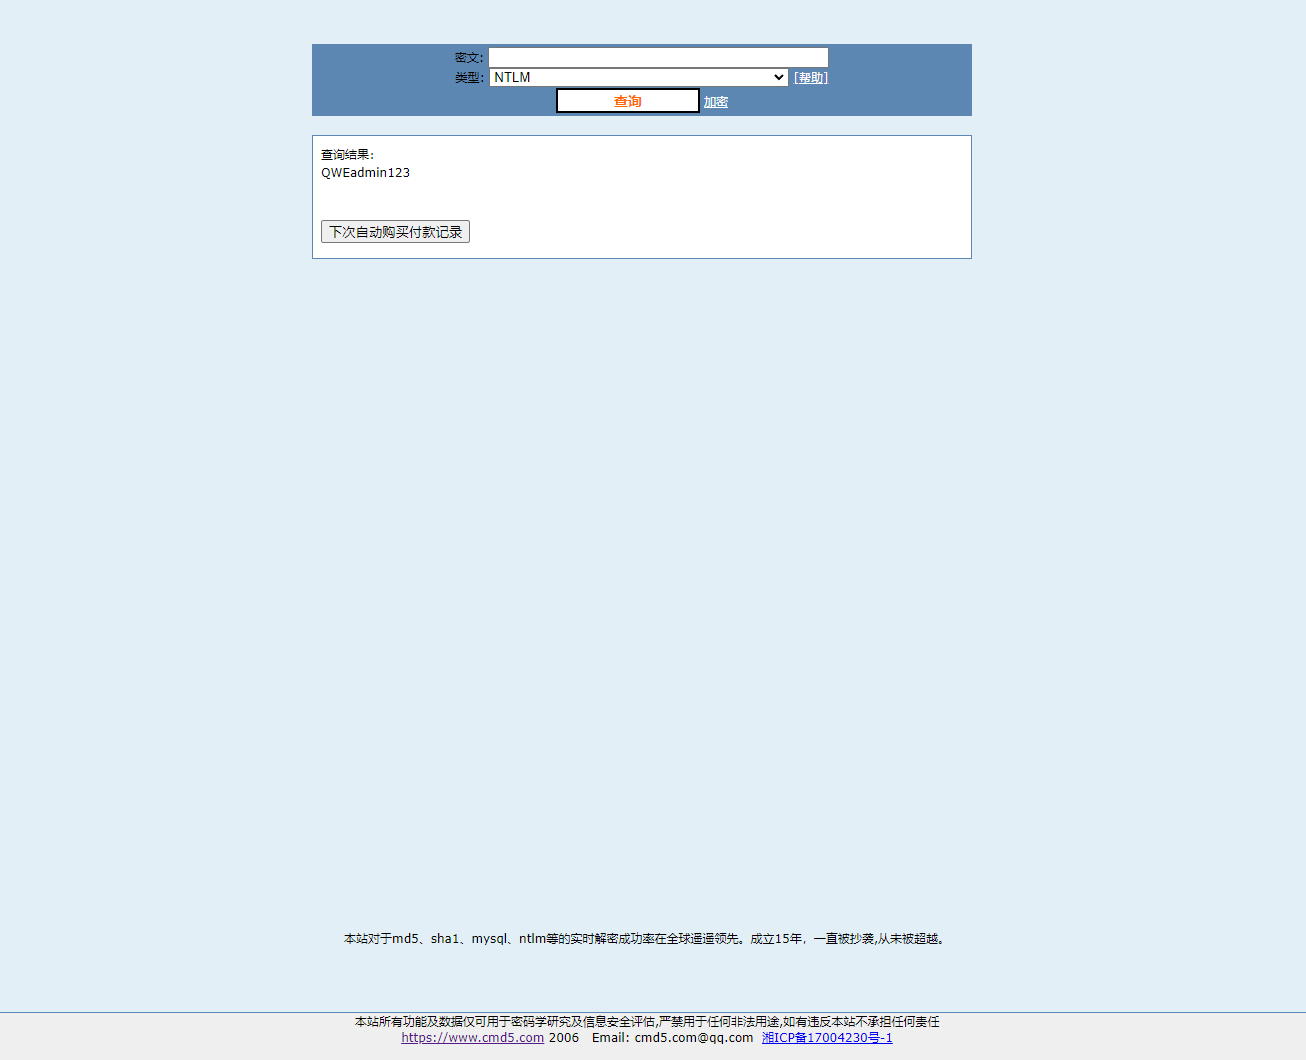 密文:
类型: NTLM [帮助]
查询 加密
查询结果:
QWEadmin123
下次自动购买付款记录
本站对于md5、sha1、mysql、ntlm等的实时解密成功率在全球遥遥领先。成立15年，一直被抄袭,从未被超越。
本站所有功能及数据仅可用于密码学研究及信息安全评估,严禁用于任何非法用途,如有违反本站不承担任何责任
https://www.cmd5.com 2006 Email: cmd5.com@qq.com 湘ICP备17004230号-1